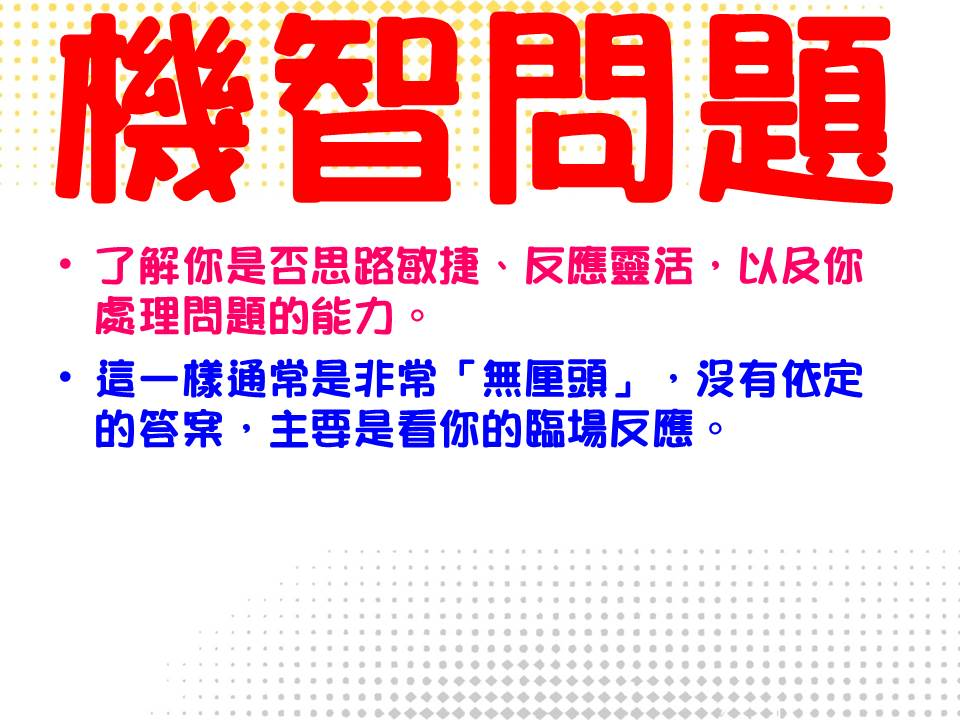 機智問題
• 了解你是否思路敏捷、反應靈活，以及你
處理問題的能力。
• 這一樣通常是非常「無厘頭」，沒有依定
的答案，主要是看你的臨場反應。